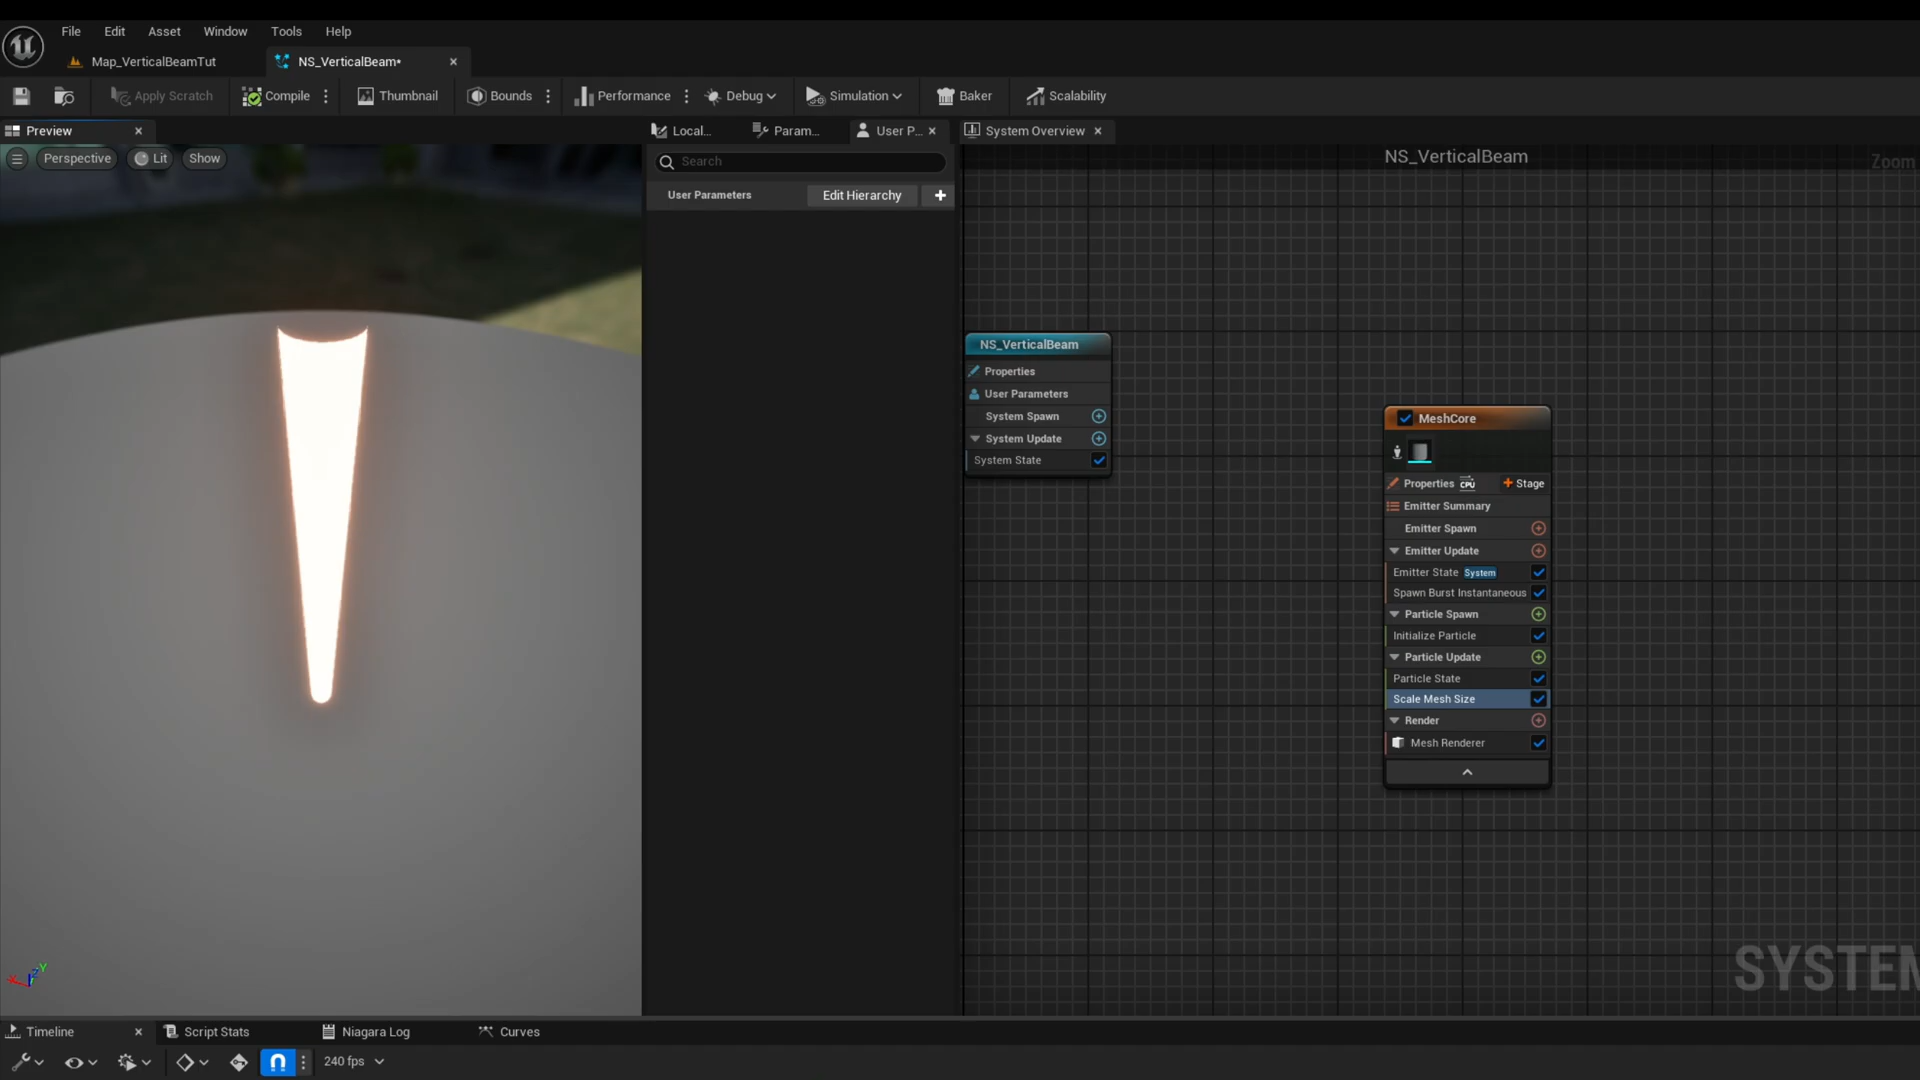 File Edit Asset Window Tools Help
Map_VerticalBeamTut NS_VerticalBeam*
Apply Scratch Compile Thumbnail Bounds Performance Debug Simulation Baker Scalability
Preview Local... Param... User P... System Overview
Perspective Lit Show
Search
NS_VerticalBeam
Zoom
User Parameters Edit Hierarchy
NS_VerticalBeam
Properties
User Parameters
System Spawn
System Update
System State
MeshCore
Properties CPU Stage
Emitter Summary
Emitter Spawn
Emitter Update
Emitter State System
Spawn Burst Instantaneous
Particle Spawn
Initialize Particle
Particle Update
Particle State
Scale Mesh Size
Render
Mesh Renderer
SYSTEM
X Z Y
Timeline Script Stats Niagara Log Curves
240 fps